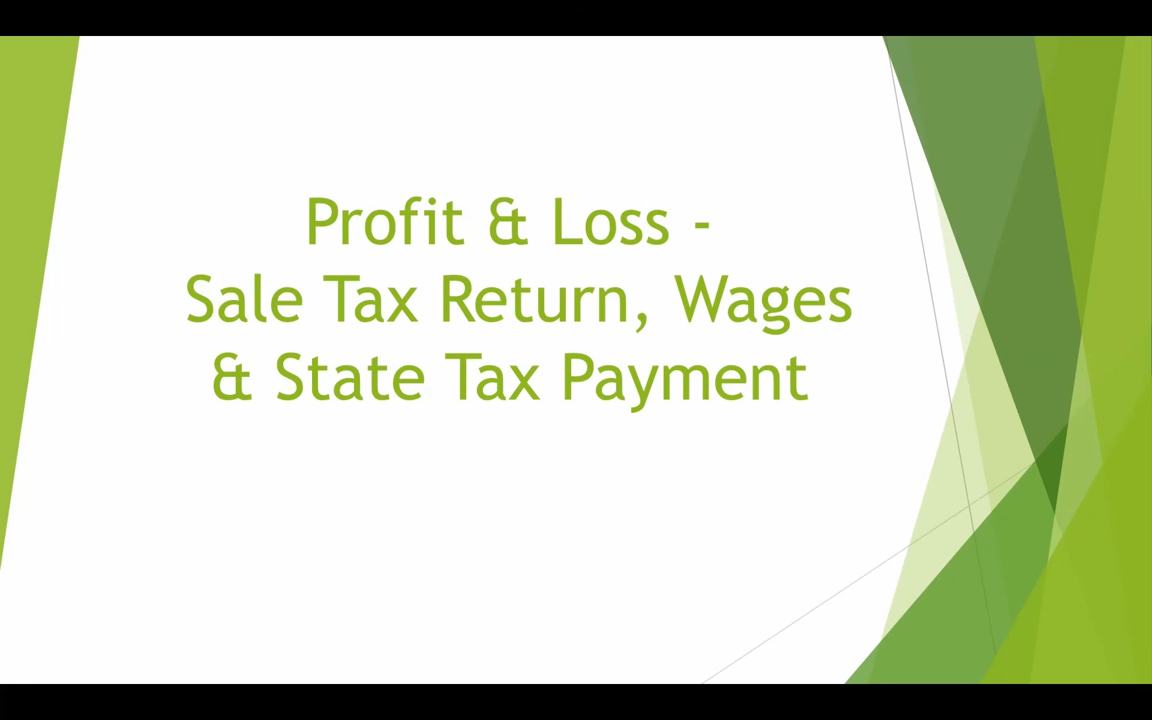 Profit & Loss -
Sale Tax Return, Wages
& State Tax Payment